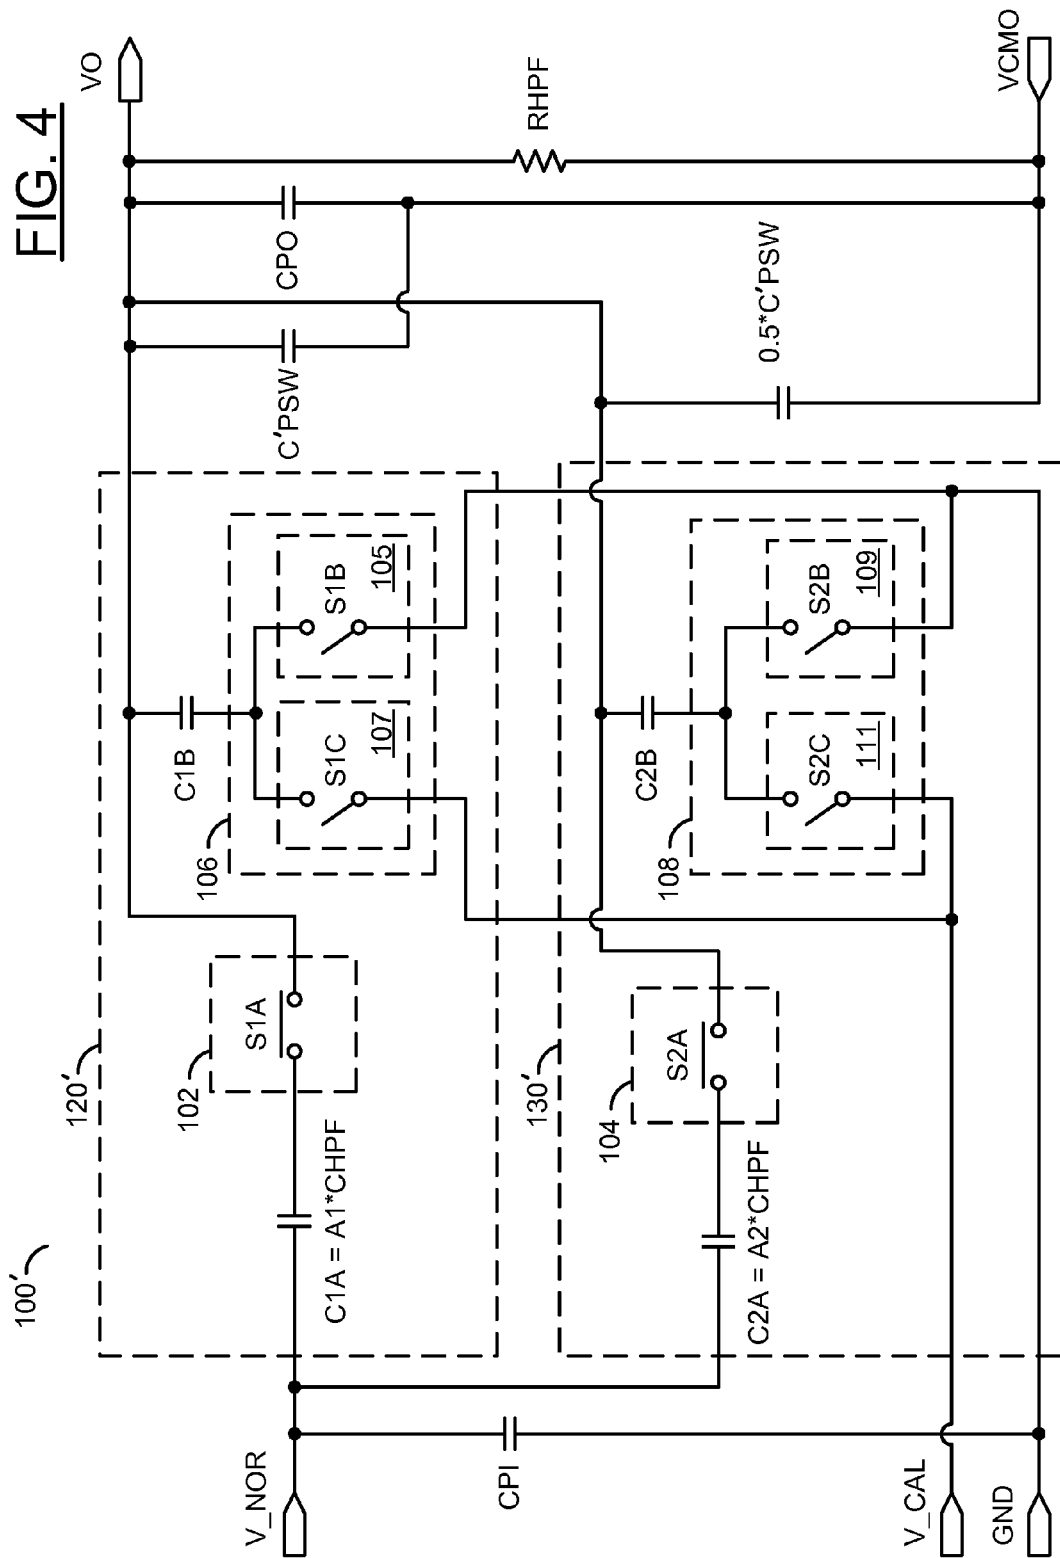 FIG. 4
100′
120′
VO
C1B
106
S1C
107
S1B
105
C′PSW
CPO
RHPF
102
S1A
C1A = A1*CHPF
V_NOR
CPI
130′
104
S2A
C2A = A2*CHPF
C2B
108
S2C
111
S2B
109
0.5*C′PSW
V_CAL
GND
VCMO